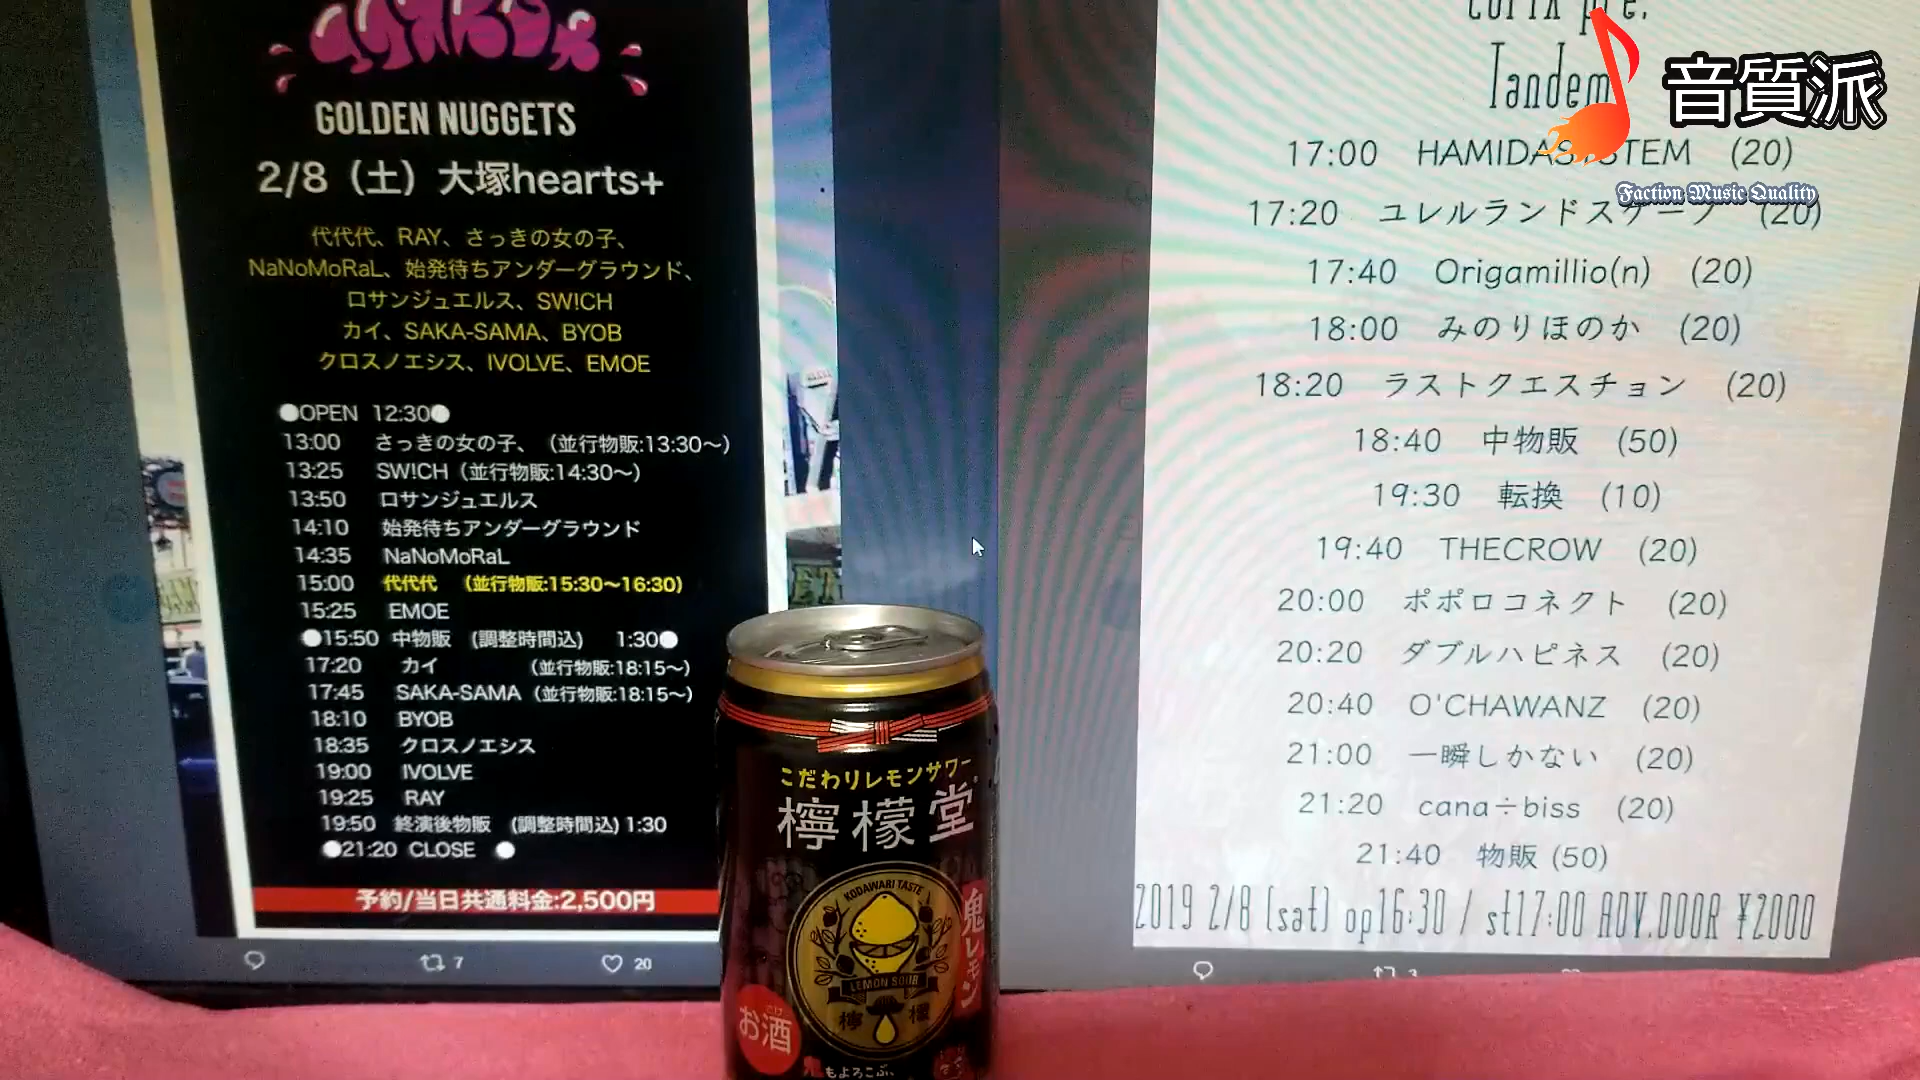 GOLDEN NUGGETS
2/8（土）大塚hearts+
代代代、RAY、さっきの女の子、
NaNoMoRaL、始発待ちアンダーグラウンド、
ロサンジュエルス、SW!CH
カイ、SAKA-SAMA、BYOB
クロスノエシス、IVOLVE、EMOE
●OPEN 12:30●
13:00 さっきの女の子、（並行物販:13:30～）
13:25 SW!CH（並行物販:14:30～）
13:50 ロサンジュエルス
14:10 始発待ちアンダーグラウンド
14:35 NaNoMoRaL
15:00 代代代 （並行物販:15:30～16:30）
15:25 EMOE
●15:50 中物販 (調整時間込) 1:30●
17:20 カイ （並行物販:18:15～）
17:45 SAKA-SAMA（並行物販:18:15～）
18:10 BYOB
18:35 クロスノエシス
19:00 IVOLVE
19:25 RAY
19:50 終演後物販 (調整時間込) 1:30
●21:20 CLOSE ●
予約/当日共通料金:2,500円
7
20
pre.
Tandem
17:00 HAMIDASYSTEM (20)
17:20 ユレルランドスケープ (20)
17:40 Origamillio(n) (20)
18:00 みのりほのか (20)
18:20 ラストクエスチョン (20)
18:40 中物販 (50)
19:30 転換 (10)
19:40 THECROW (20)
20:00 ポポロコネクト (20)
20:20 ダブルハピネス (20)
20:40 O'CHAWANZ (20)
21:00 一瞬しかない (20)
21:20 cana÷biss (20)
21:40 物販 (50)
2019 2/8 (sat) op16:30 / st17:00 ADV.DOOR ¥2000
音質派
Faction Music Quality
こだわりレモンサワー
檸檬堂
KODAWARI TASTE
LEMON SOUR
檸 檬
鬼レモン
お酒
鬼もよろこぶ、